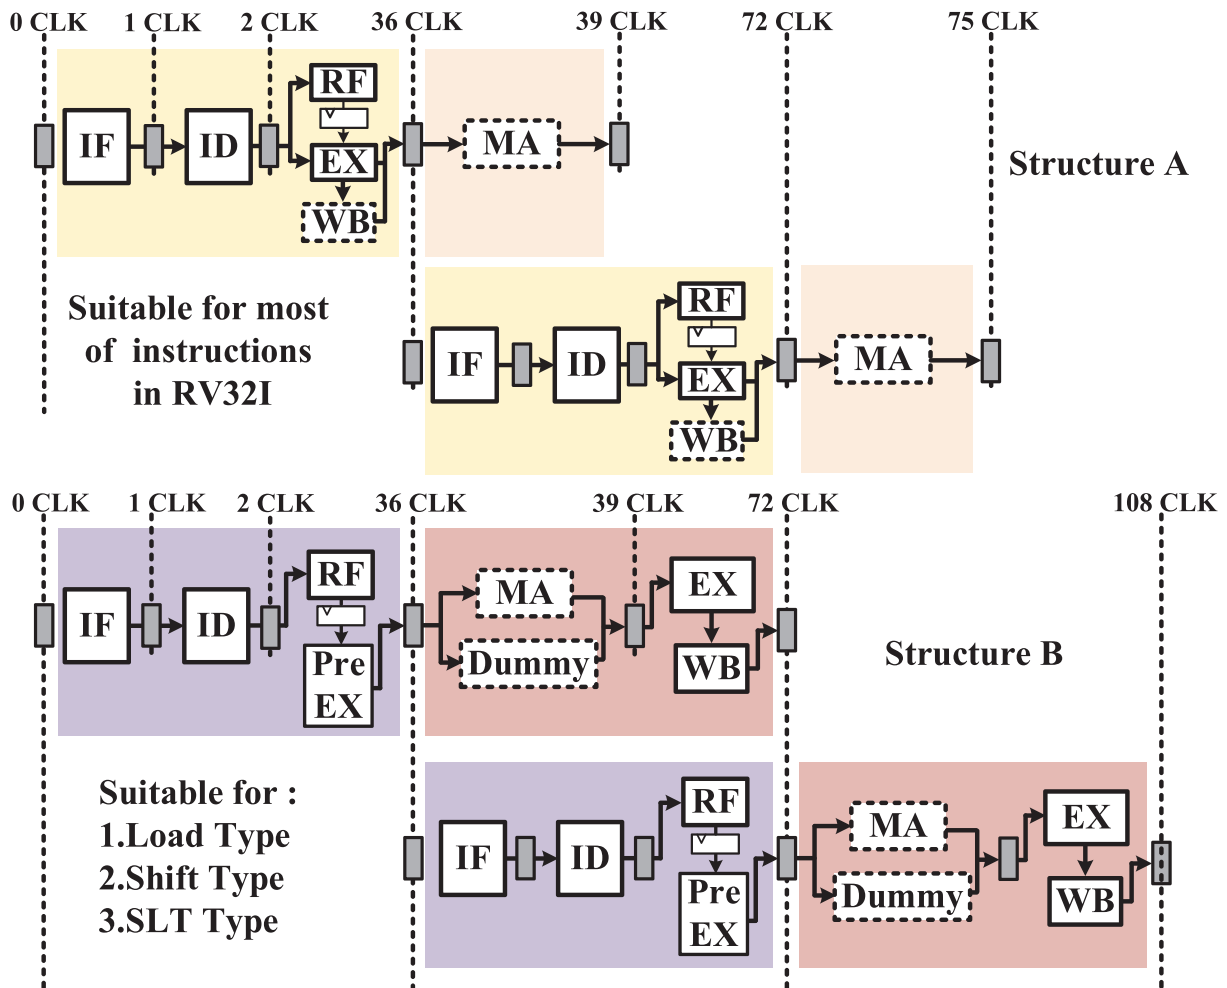 0 CLK 1 CLK 2 CLK 36 CLK 39 CLK 72 CLK 75 CLK
RF
IF ID EX MA
WB
Structure A
Suitable for most
of instructions
in RV32I
RF
IF ID EX MA
WB
0 CLK 1 CLK 2 CLK 36 CLK 39 CLK 72 CLK 108 CLK
RF MA EX
IF ID
Pre
EX
Dummy WB
Structure B
Suitable for :
1.Load Type
2.Shift Type
3.SLT Type
RF MA EX
IF ID
Pre
EX
Dummy WB